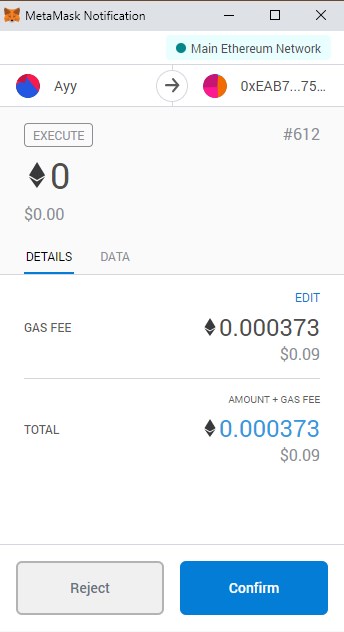 MetaMask Notification
Main Ethereum Network
Ayy 0xEAB7...75...
EXECUTE #612
0
$0.00
DETAILS DATA
EDIT
GAS FEE 0.000373
$0.09
AMOUNT + GAS FEE
TOTAL 0.000373
$0.09
Reject Confirm